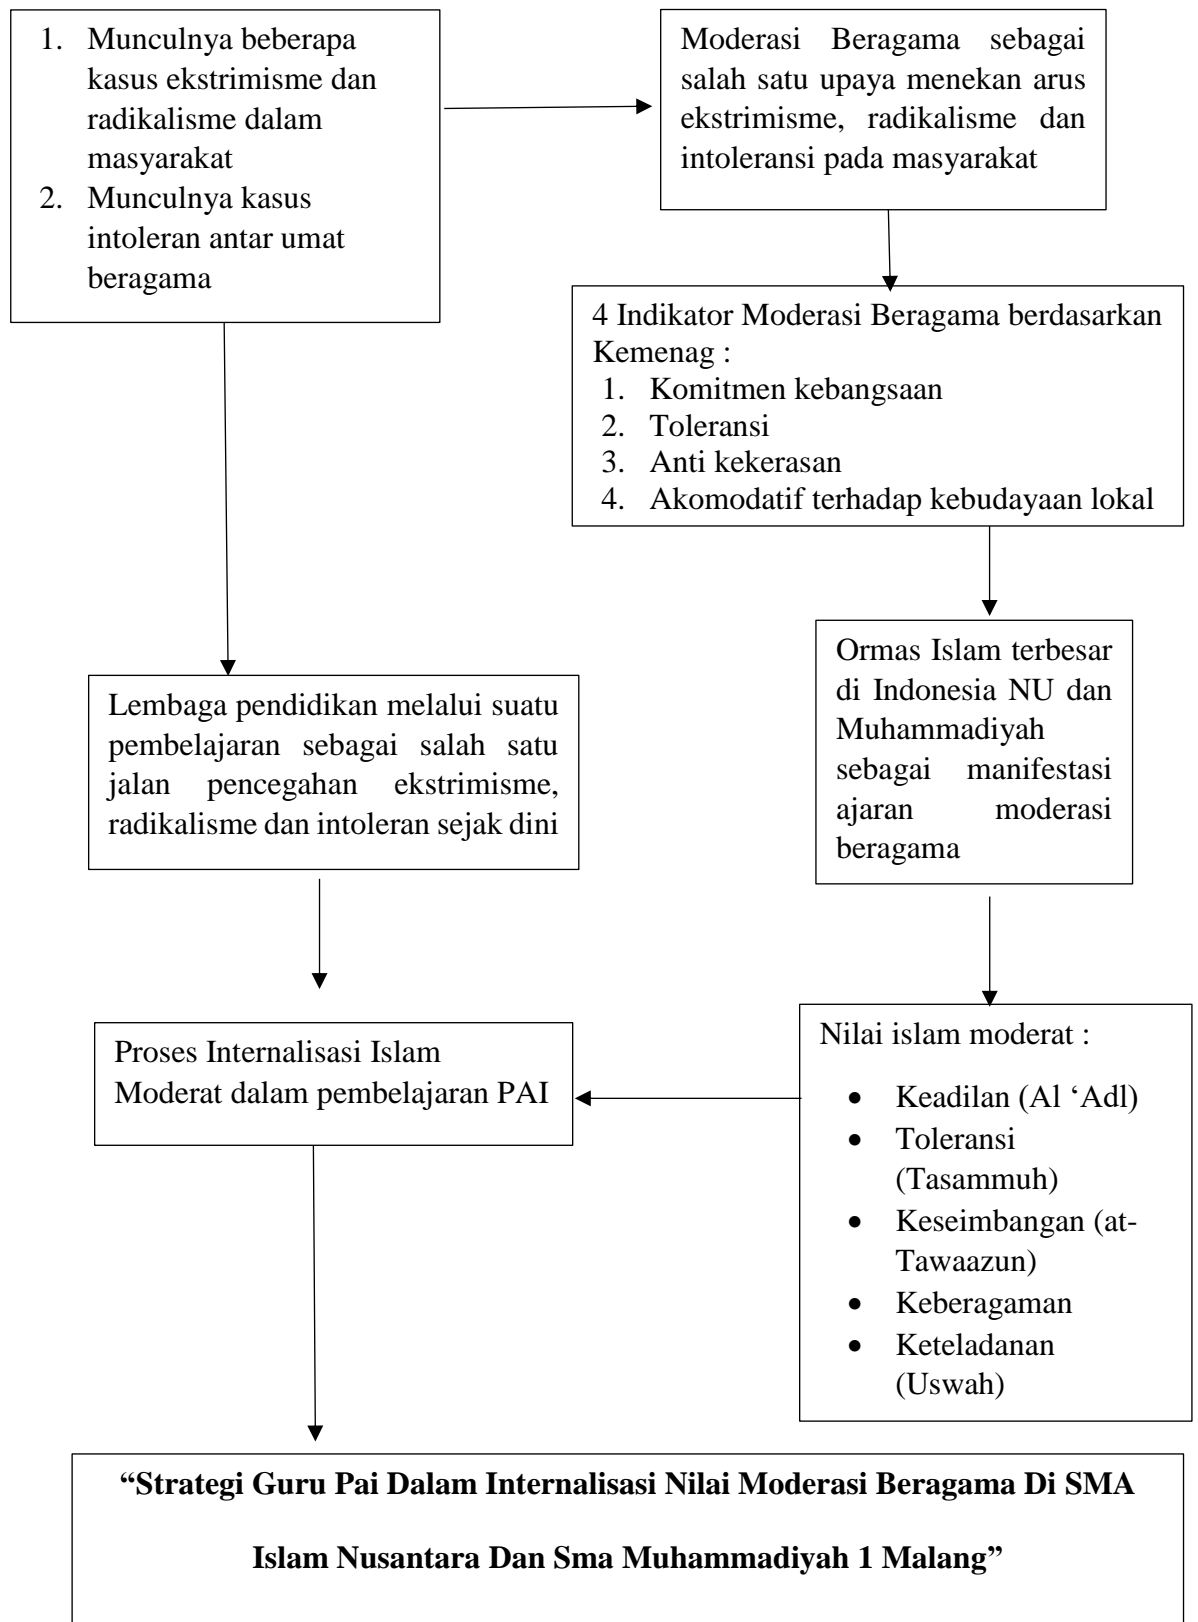 1. Munculnya beberapa
kasus ekstrimisme dan
radikalisme dalam
masyarakat
2. Munculnya kasus
intoleran antar umat
beragama
Moderasi Beragama sebagai
salah satu upaya menekan arus
ekstrimisme, radikalisme dan
intoleransi pada masyarakat
4 Indikator Moderasi Beragama berdasarkan
Kemenag :
1. Komitmen kebangsaan
2. Toleransi
3. Anti kekerasan
4. Akomodatif terhadap kebudayaan lokal
Ormas Islam terbesar
di Indonesia NU dan
Muhammadiyah
sebagai manifestasi
ajaran moderasi
beragama
Lembaga pendidikan melalui suatu
pembelajaran sebagai salah satu
jalan pencegahan ekstrimisme,
radikalisme dan intoleran sejak dini
Proses Internalisasi Islam
Moderat dalam pembelajaran PAI
Nilai islam moderat :
• Keadilan (Al ‘Adl)
• Toleransi
(Tasammuh)
• Keseimbangan (at-
Tawaazun)
• Keberagaman
• Keteladanan
(Uswah)
“Strategi Guru Pai Dalam Internalisasi Nilai Moderasi Beragama Di SMA
Islam Nusantara Dan Sma Muhammadiyah 1 Malang”